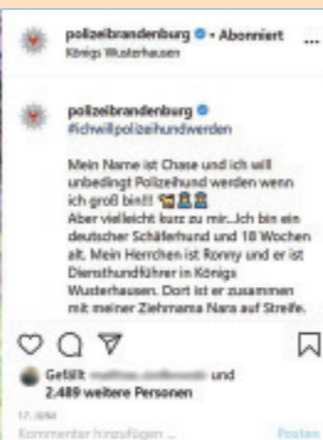 polizeibrandenburg • Abonniert ...
Königs Wusterhausen
polizeibrandenburg
#ichwillpolizeihundwerden
Mein Name ist Chase und ich will
unbedingt Polizeihund werden wenn
ich groß bin!!!
Aber vielleicht kurz zu mir...Ich bin ein
deutscher Schäferhund und 18 Wochen
alt. Mein Herrchen ist Ronny und er ist
Diensthundführer in Königs
Wusterhausen. Dort ist er zusammen
mit meiner Ziehmama Nara auf Streife.
Gefällt und
2.489 weitere Personen
17. JUNI
Kommentar hinzufügen ... Posten